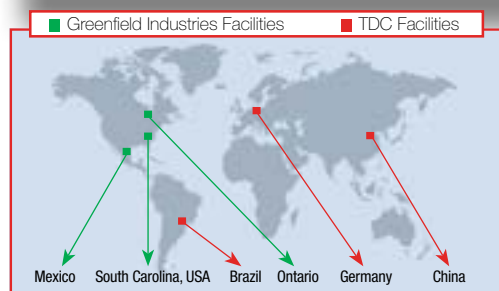 Greenfield Industries Facilities TDC Facilities
Mexico South Carolina, USA Brazil Ontario Germany China